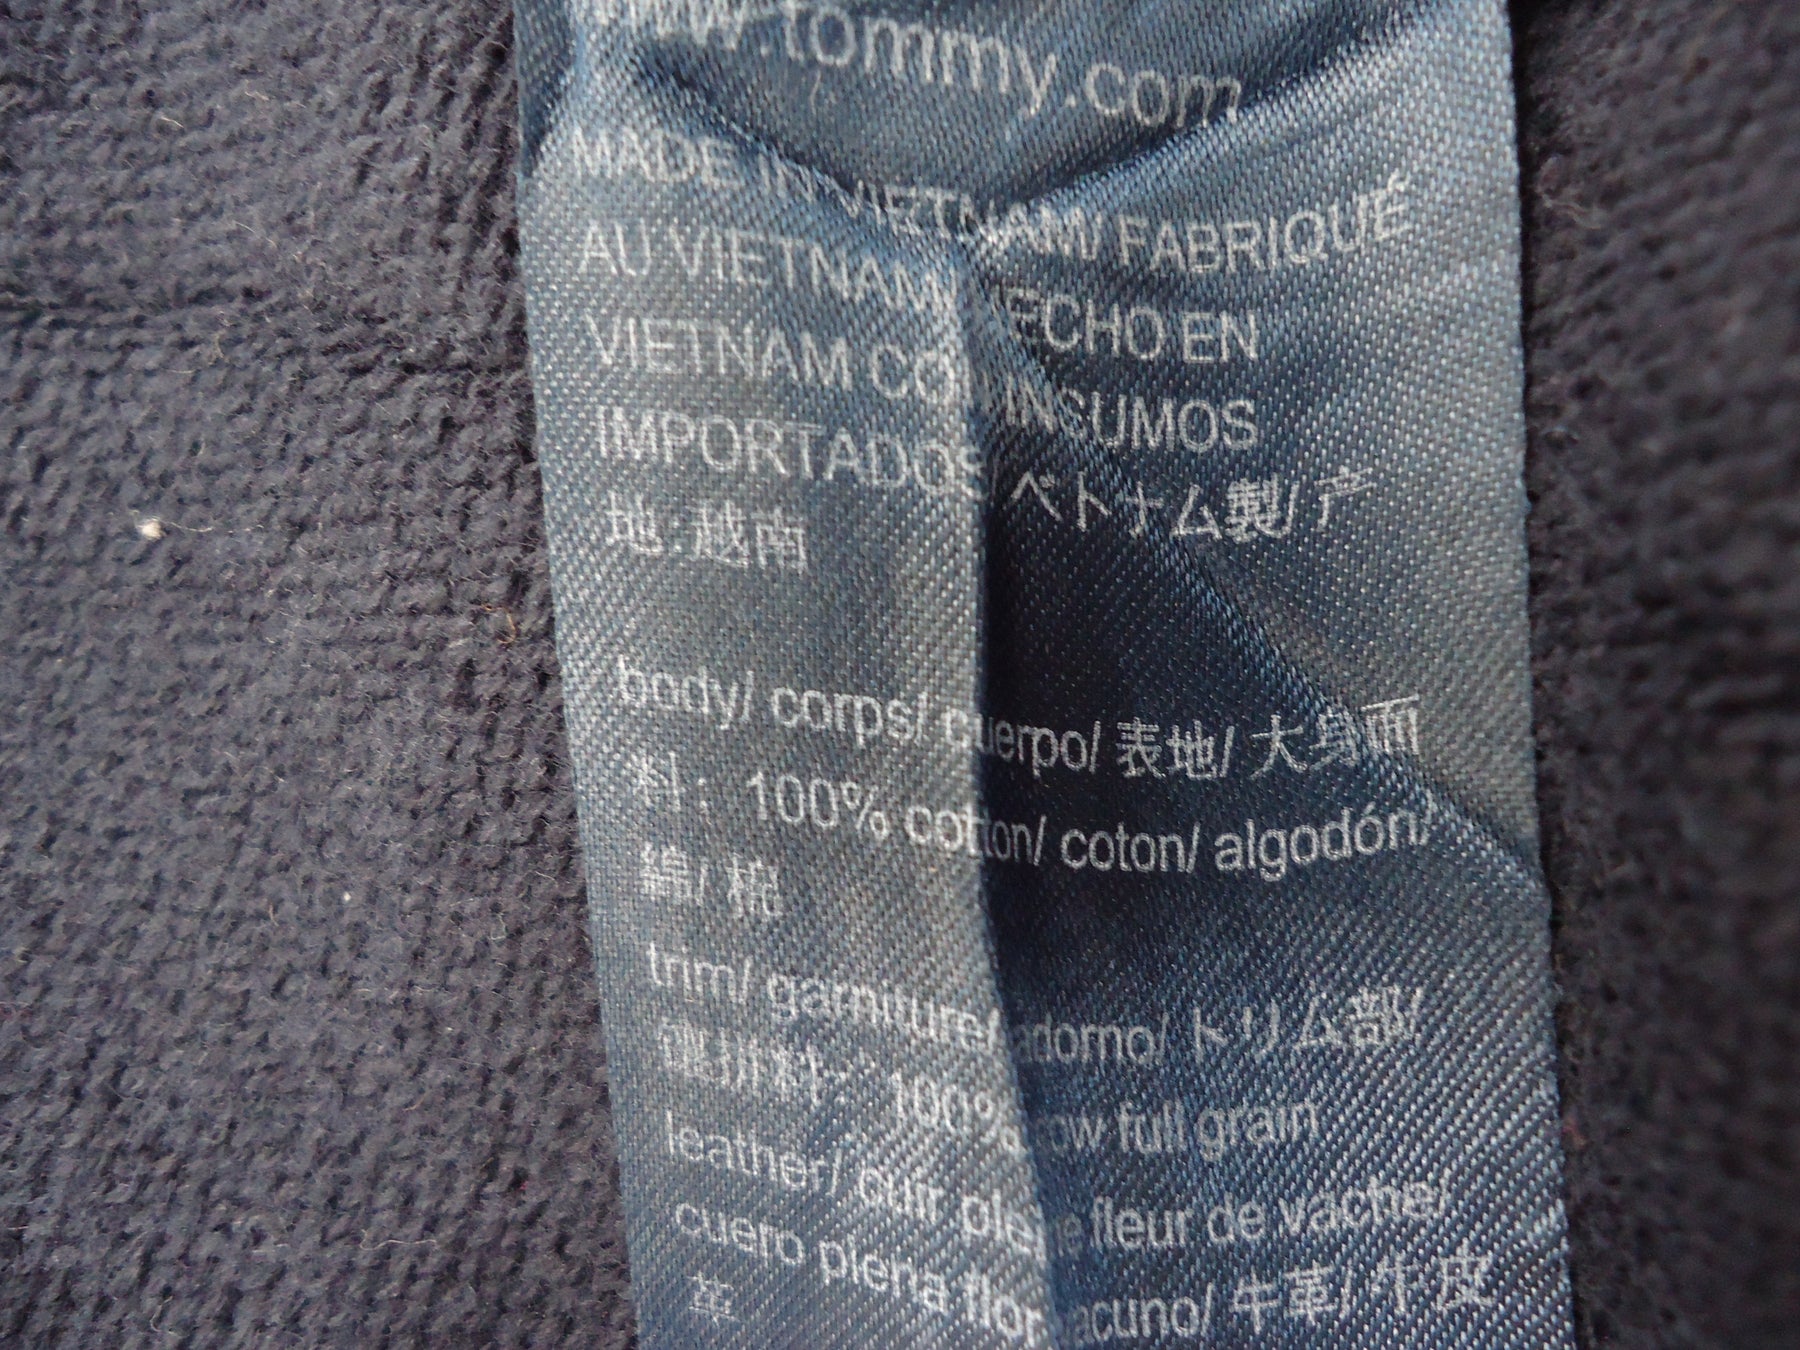 www.tommy.com
MADE IN VIETNAM/ FABRIQUÉ
AU VIETNAM/ HECHO EN
VIETNAM CON INSUMOS
IMPORTADOS/ ベトナム製/ 产
地:越南
body/ corps/ cuerpo/ 表地/ 大身面
料: 100% cotton/ coton/ algodón/
綿/ 棉
trim/ garniture/ adorno/ トリム部/
100% cow full grain
leather/ cuir pleine fleur de vache/
cuero plena flor vacuno/ 牛革/ 牛皮
革